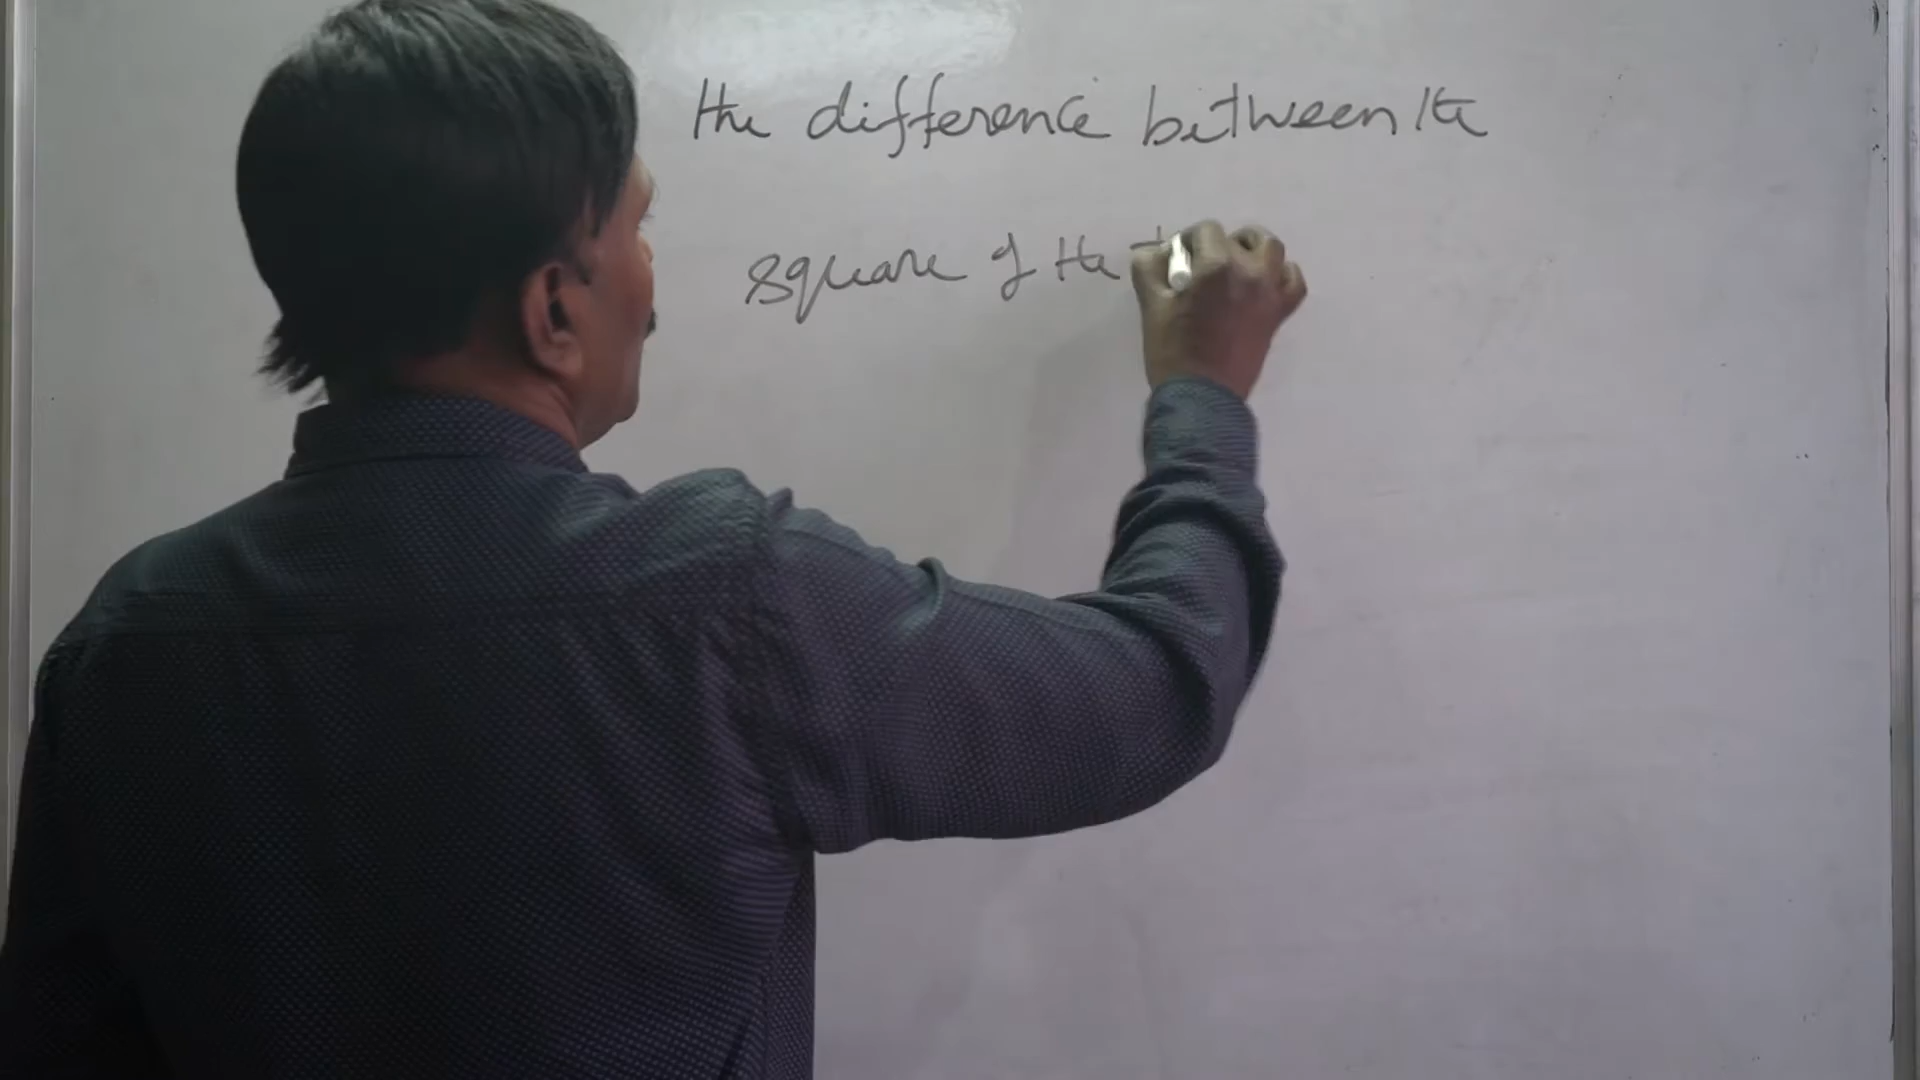 the difference between the
square of the